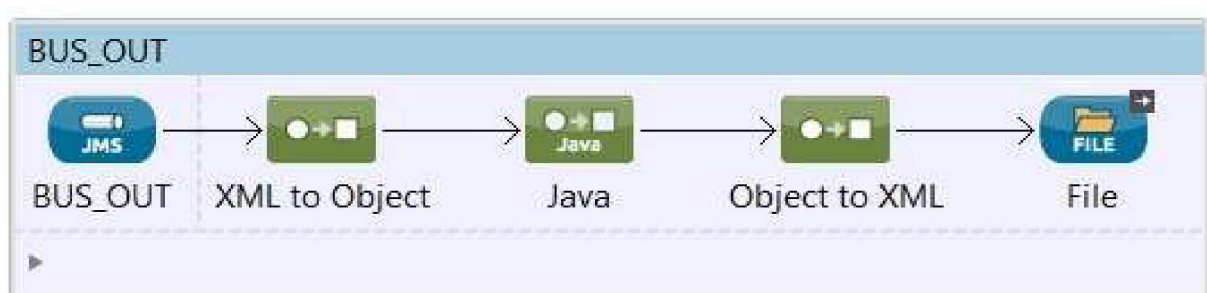 BUS_OUT
JMS
Java
FILE
BUS_OUT
XML to Object
Java
Object to XML
File